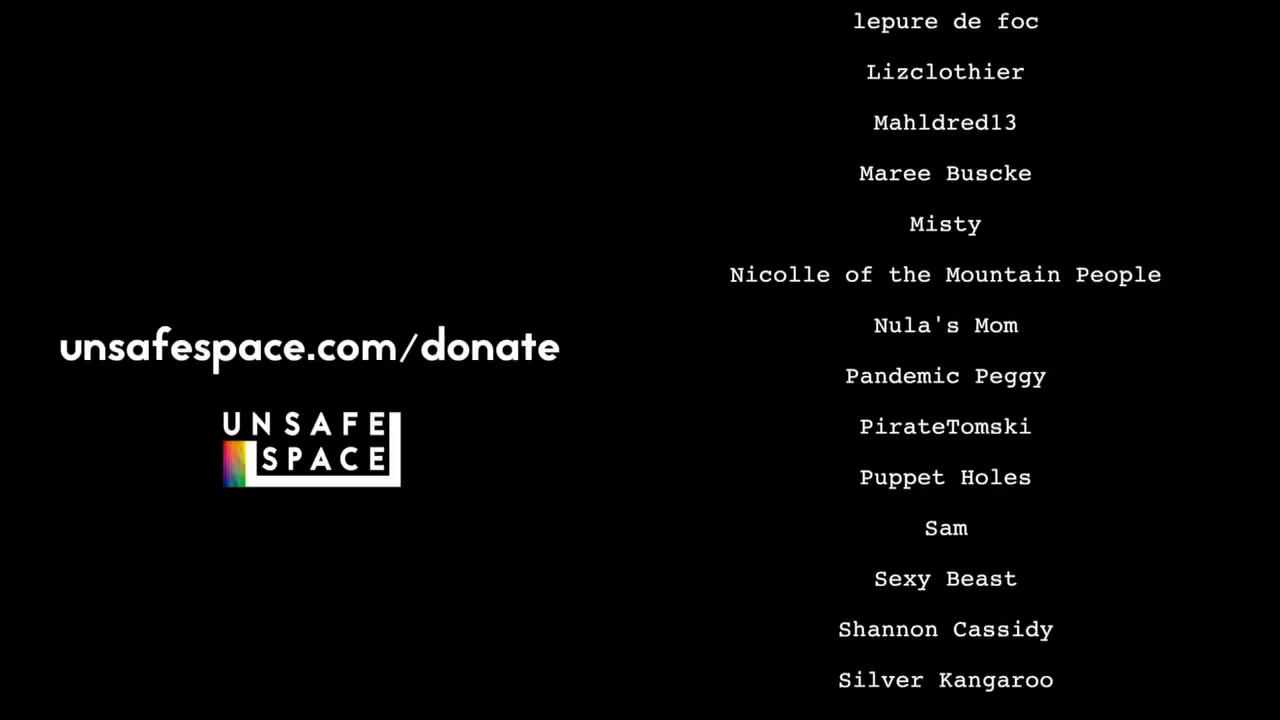 unsafespace.com/donate
UNSAFE
SPACE
lepure de foc
Lizclothier
Mahldred13
Maree Buscke
Misty
Nicolle of the Mountain People
Nula's Mom
Pandemic Peggy
PirateTomski
Puppet Holes
Sam
Sexy Beast
Shannon Cassidy
Silver Kangaroo